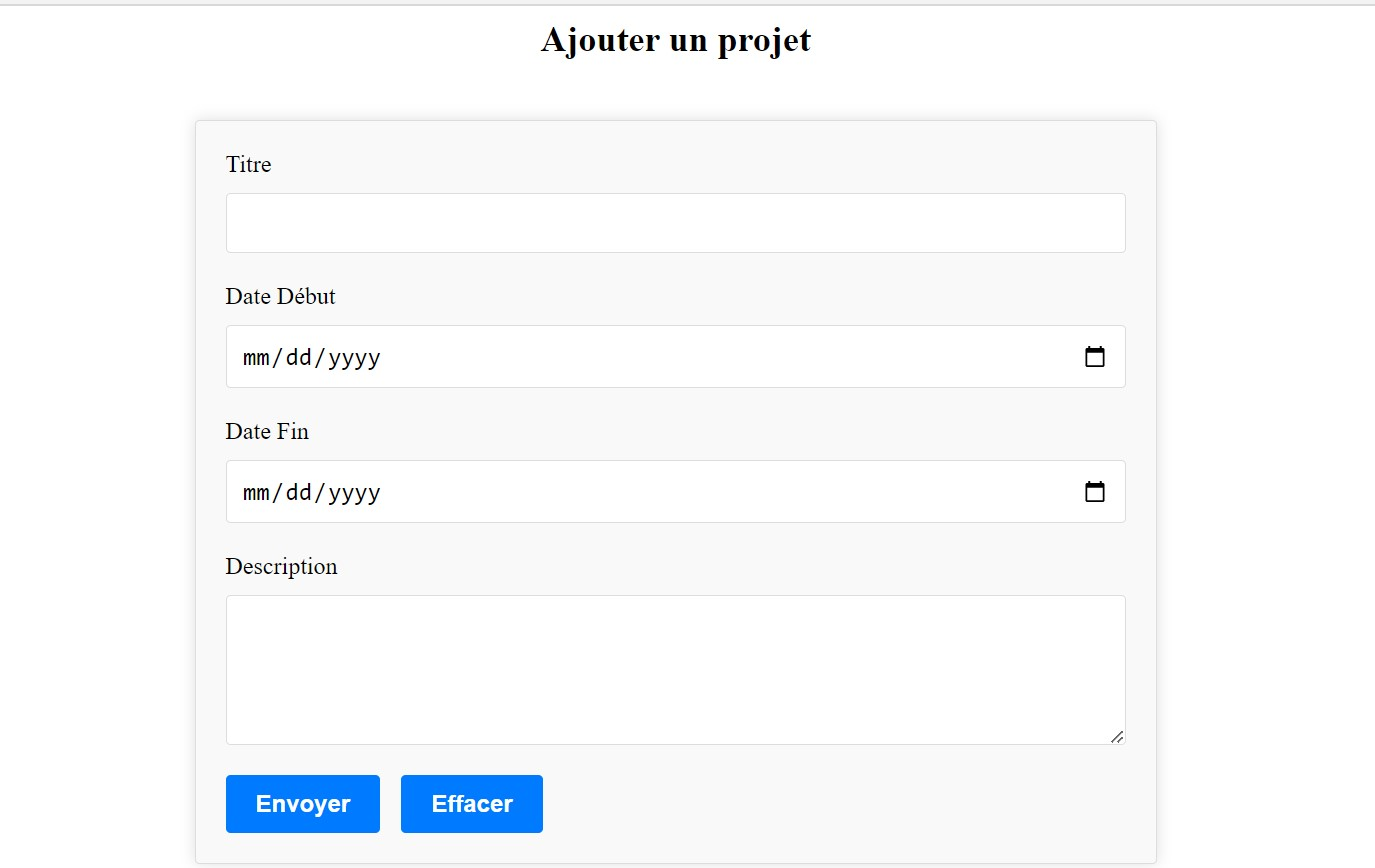 Ajouter un projet
Titre
Date Début
mm/dd/yyyy
Date Fin
mm/dd/yyyy
Description
Envoyer Effacer